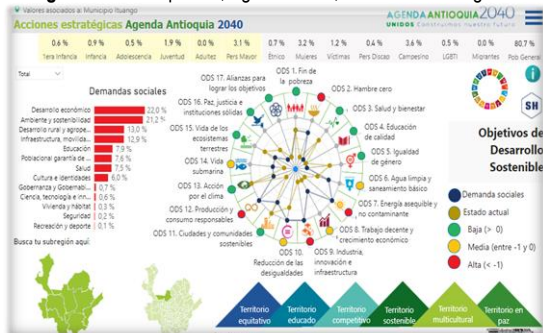 Valores asociados a: Municipio Ituango
Acciones estratégicas Agenda Antioquia 2040
AGENDA ANTIOQUIA 2040
UNIDOS Construimos nuestro futuro
0.6 % 0.9 % 0.5 % 1.9 % 0.0 % 3.1 % 0.7 % 3.2 % 1.2 % 0.4 % 3.6 % 0.5 % 0.0 % 80,7 %
1era Infancia Infancia Adolescencia Juventud Adultez Pers Mayor Étnico Mujeres Víctimas Pers Discap Campesino LGBTI Migrantes Pob General
Total
Demandas sociales
Desarrollo económico 22,0 %
Ambiente y sostenibilidad 21,2 %
Desarrollo rural y agrope... 13,0 %
Infraestructura, movilida... 12,9 %
Educación 7,9 %
Poblacional garantía de ... 7,6 %
Salud 7,5 %
Cultura e identidades 6,0 %
Gobernanza y Gobernabi... 0,7 %
Ciencia, tecnología e inn... 0,6 %
Vivienda y hábitat 0,3 %
Seguridad 0,2 %
Recreación y deporte 0,1 %
Busca tu subregión aquí:
ODS 1. Fin de
la pobreza
ODS 2. Hambre cero
ODS 3. Salud y bienestar
ODS 4. Educación
de calidad
ODS 5. Igualdad
de género
ODS 6. Agua limpia y
saneamiento básico
ODS 7. Energía asequible y
no contaminante
ODS 8. Trabajo decente y
crecimiento económico
ODS 9. Industria,
innovación e
infraestructura
ODS 10.
Reducción de las
desigualdades
ODS 11. Ciudades y comunidades
sostenibles
ODS 12. Producción y
consumo responsables
ODS 13. Acción
por el clima
ODS 14. Vida
submarina
ODS 15. Vida de los
ecosistemas
terrestres
ODS 16. Paz, justicia e
instituciones sólidas
ODS 17. Alianzas para
lograr los objetivos
SH
Objetivos de
Desarrollo
Sostenible
Demanda sociales
Estado actual
Baja (> 0)
Media (entre -1 y 0)
Alta (< -1)
Territorio
equitativo
Territorio
educado
Territorio
competitivo
Territorio
sostenible
Territorio
multicultural
Territorio en
paz